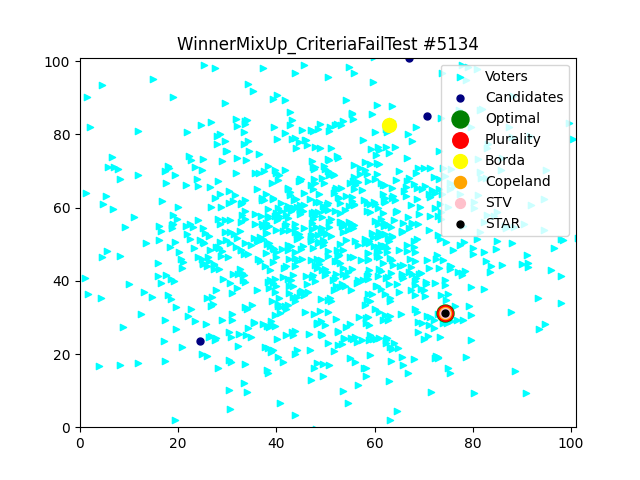 WinnerMixUp_CriteriaFailTest #5134
100
80
60
40
20
0
0
20
40
60
80
100
Voters
Candidates
Optimal
Plurality
Borda
Copeland
STV
STAR